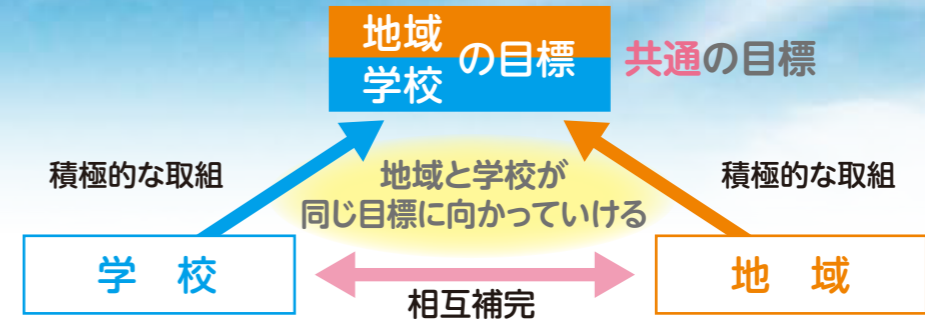 地域
学校
の目標
共通の目標
積極的な取組
地域と学校が
同じ目標に向かっていける
積極的な取組
学 校
相互補完
地 域